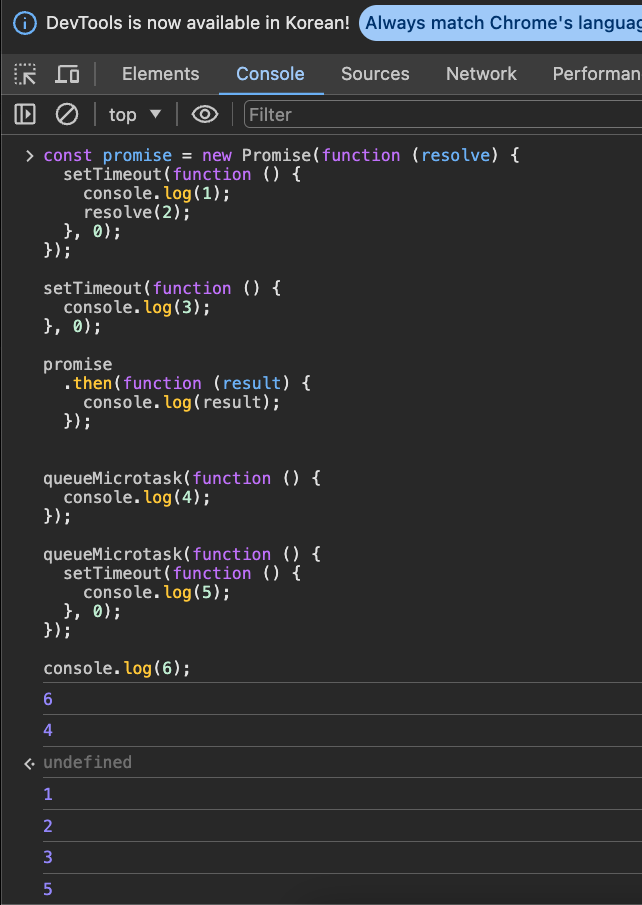 DevTools is now available in Korean! Always match Chrome's languag
Elements Console Sources Network Performan
top Filter
const promise = new Promise(function (resolve) {
  setTimeout(function () {
    console.log(1);
    resolve(2);
  }, 0);
});
setTimeout(function () {
  console.log(3);
}, 0);
promise
  .then(function (result) {
    console.log(result);
  });
queueMicrotask(function () {
  console.log(4);
});
queueMicrotask(function () {
  setTimeout(function () {
    console.log(5);
  }, 0);
});
console.log(6);
6
4
undefined
1
2
3
5